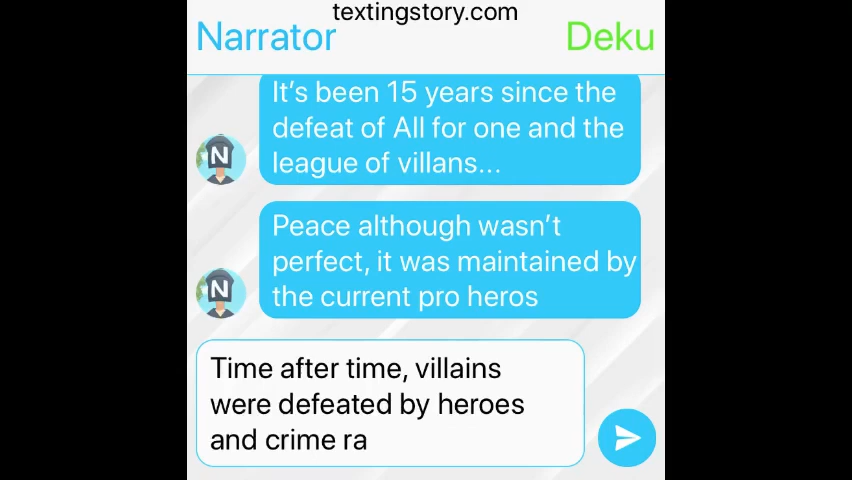 textingstory.com
Narrator
Deku
It's been 15 years since the
defeat of All for one and the
league of villans...
N
Peace although wasn't
perfect, it was maintained by
the current pro heros
N
Time after time, villains
were defeated by heroes
and crime ra